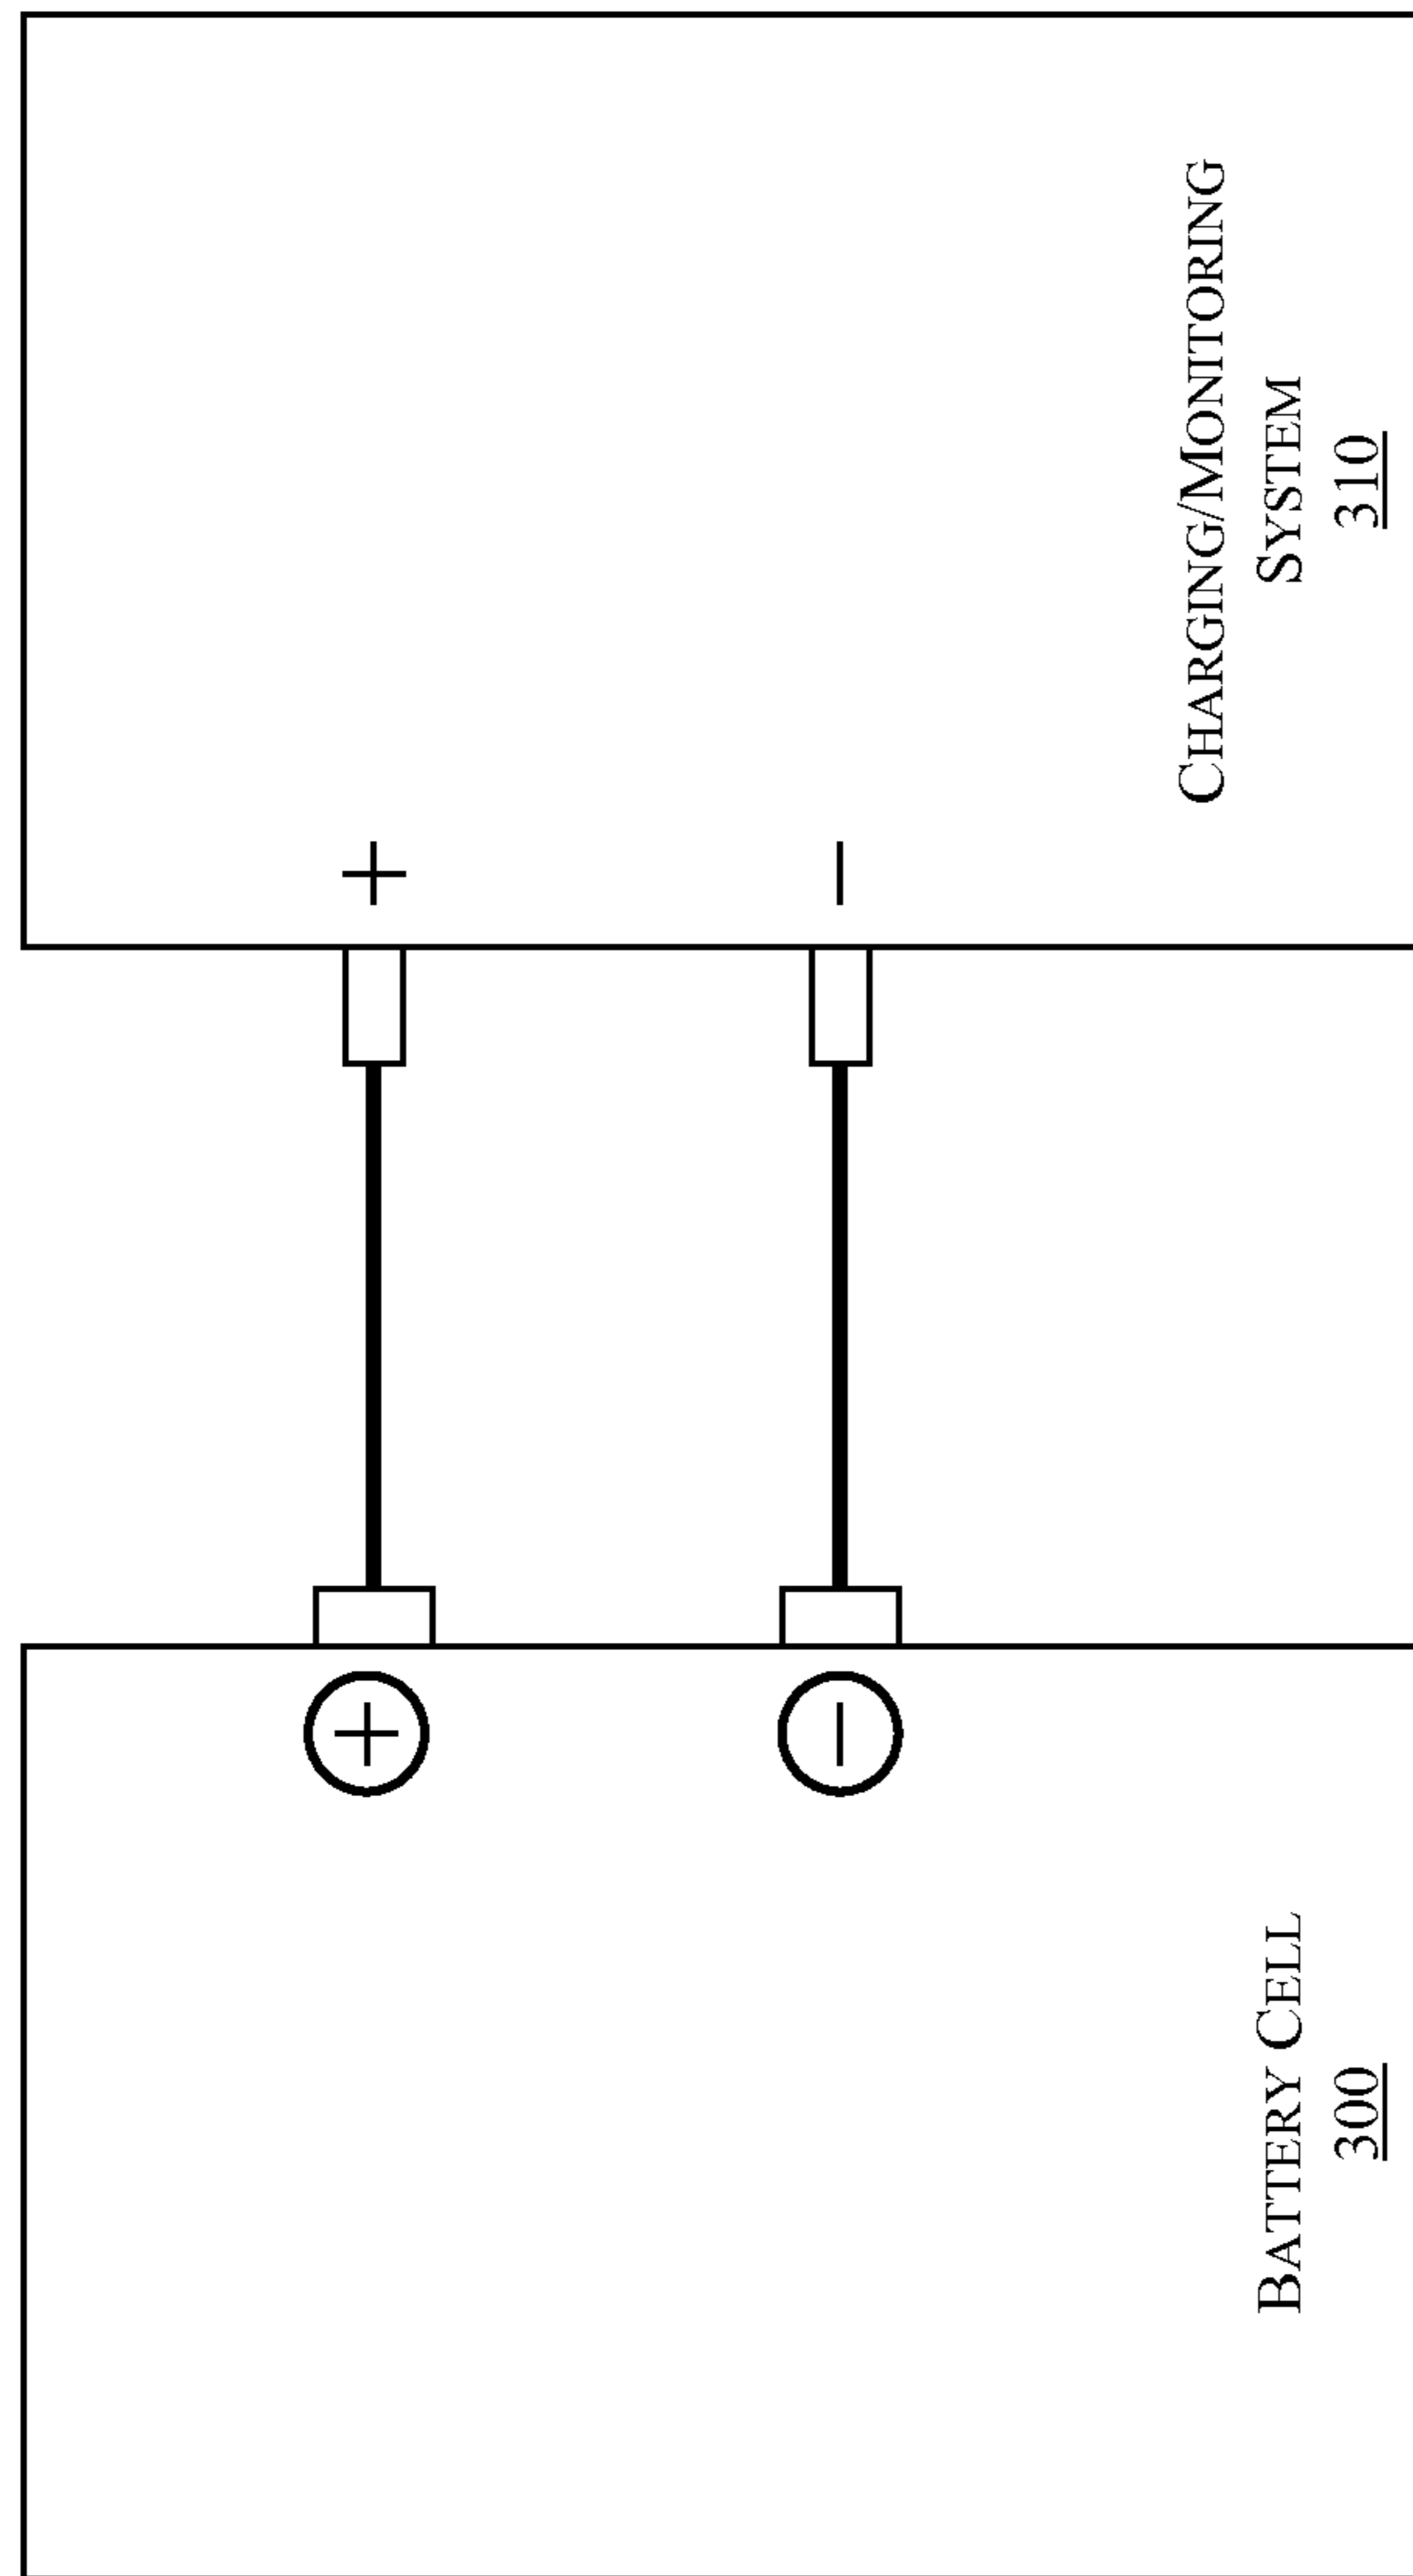 BATTERY CELL
300
+
−
+
−
CHARGING/MONITORING
SYSTEM
310